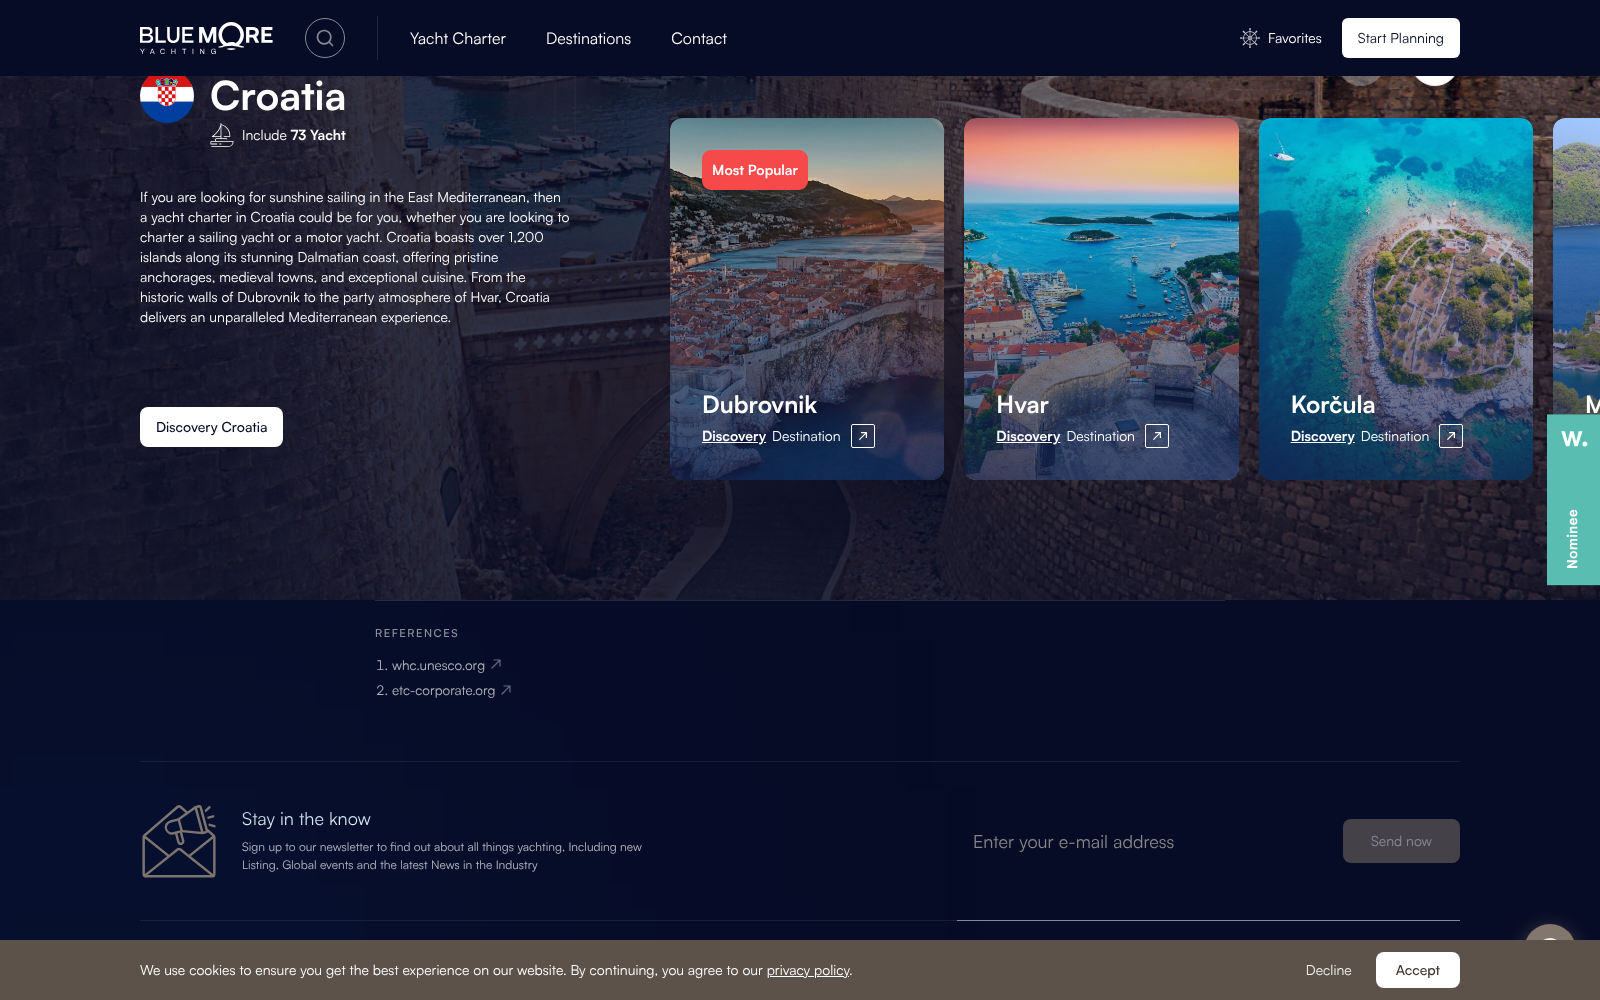 BLUE MORE
YACHTING
Yacht Charter
Destinations
Contact
Favorites
Start Planning
Croatia
Include 73 Yacht
If you are looking for sunshine sailing in the East Mediterranean, then
a yacht charter in Croatia could be for you, whether you are looking to
charter a sailing yacht or a motor yacht. Croatia boasts over 1,200
islands along its stunning Dalmatian coast, offering pristine
anchorages, medieval towns, and exceptional cuisine. From the
historic walls of Dubrovnik to the party atmosphere of Hvar, Croatia
delivers an unparalleled Mediterranean experience.
Discovery Croatia
Most Popular
Dubrovnik
Discovery Destination
Hvar
Discovery Destination
Korčula
Discovery Destination
M
W.
Nominee
REFERENCES
1. whc.unesco.org
2. etc-corporate.org
Stay in the know
Sign up to our newsletter to find out about all things yachting, Including new
Listing, Global events and the latest News in the Industry
Enter your e-mail address
Send now
We use cookies to ensure you get the best experience on our website. By continuing, you agree to our privacy policy.
Decline
Accept